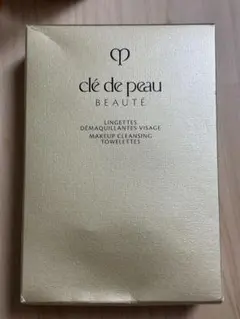 clé de peau
BEAUTÉ
LINGETTES
DÉMAQUILLANTES VISAGE
MAKEUP CLEANSING
TOWELETTES